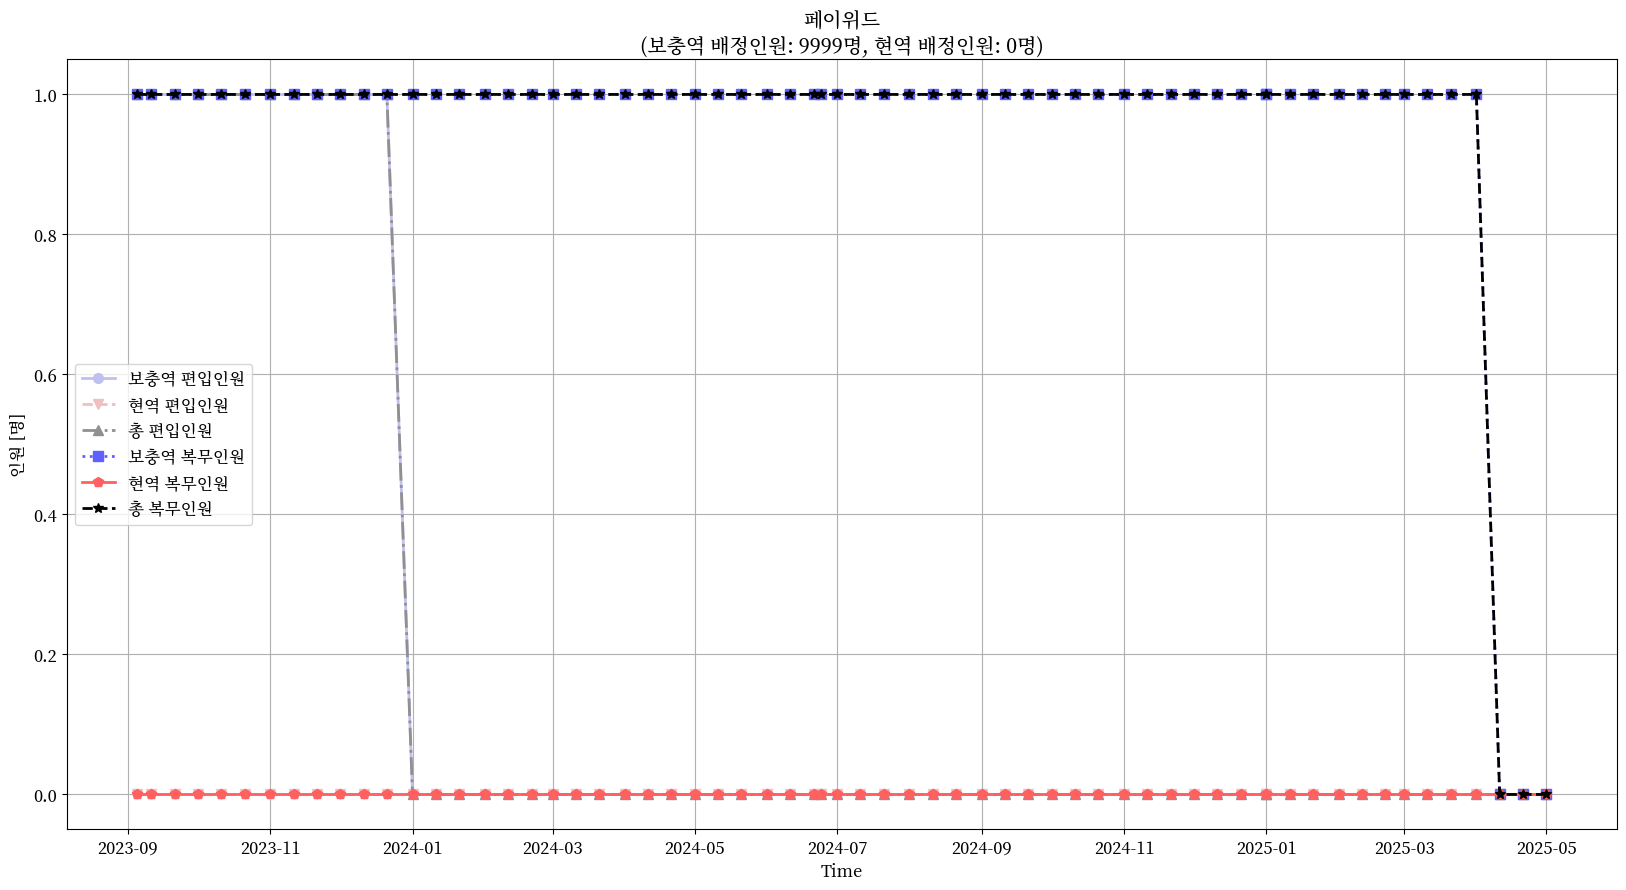 페이위드
(보충역 배정인원: 9999명, 현역 배정인원: 0명)
1.0
0.8
0.6
0.4
0.2
0.0
인원 [명]
보충역 편입인원
현역 편입인원
총 편입인원
보충역 복무인원
현역 복무인원
총 복무인원
2023-09 2023-11 2024-01 2024-03 2024-05 2024-07 2024-09 2024-11 2025-01 2025-03 2025-05
Time